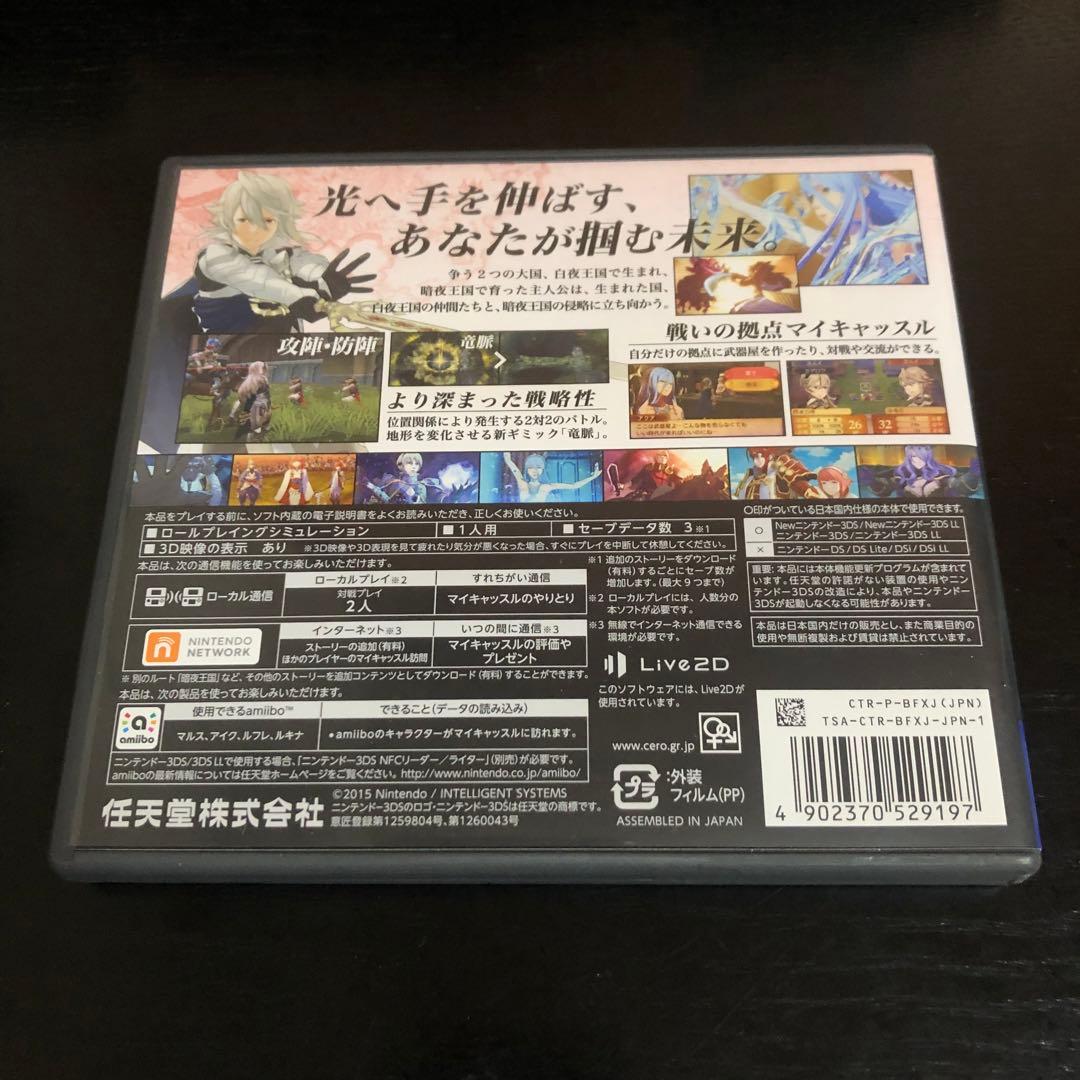 光へ手を伸ばす、
あなたが掴む未来。
争う2つの大国、白夜王国で生まれ、
暗夜王国で育った主人公は、生まれた国、
白夜王国の仲間たちと、暗夜王国の侵略に立ち向かう。
攻陣・防陣
竜脈
より深まった戦略性
位置関係により発生する2対2のバトル。
地形を変化させる新ギミック「竜脈」。
戦いの拠点マイキャッスル
自分だけの拠点に武器屋を作ったり、対戦や交流ができる。
アクア
ここは武器屋よ…こんな物を売らなくても
いい時代が来ればいいのにね
26
32
本品をプレイする前に、ソフト内蔵の電子説明書をよくお読みいただき、正しくお使いください。
■ロールプレイングシミュレーション
■1人用
■セーブデータ数 3※1
■3D映像の表示 あり ※3D映像や3D表現を見て疲れたり気分が悪くなった場合、すぐにプレイを中断して休憩してください。
本品は、次の通信機能を使ってお楽しみいただけます。
ローカル通信
ローカルプレイ※2
対戦プレイ
2人
すれちがい通信
マイキャッスルのやりとり
NINTENDO
NETWORK
インターネット※3
ストーリーの追加(有料)
ほかのプレイヤーのマイキャッスル訪問
いつの間に通信※3
マイキャッスルの評価や
プレゼント
※ 別のルート「暗夜王国」など、その他のストーリーを追加コンテンツとしてダウンロード(有料)することができます。
本品は、次の製品を使ってお楽しみいただけます。
amiibo
使用できるamiibo™
マルス、アイク、ルフレ、ルキナ
できること(データの読み込み)
●amiiboのキャラクターがマイキャッスルに訪れます。
ニンテンドー3DS/3DS LLで使用する場合、「ニンテンドー3DS NFCリーダー/ライター」(別売)が必要です。
amiiboの最新情報については任天堂ホームページをご覧ください。http://www.nintendo.co.jp/amiibo/
任天堂株式会社
©2015 Nintendo / INTELLIGENT SYSTEMS
ニンテンドー3DSのロゴ・ニンテンドー3DSは任天堂の商標です。
意匠登録第1259804号、第1260043号
※1 追加のストーリーをダウンロード
(有料)するごとにセーブ数が
増加します。(最大9つまで)
※2 ローカルプレイには、人数分の
本ソフトが必要です。
※3 無線でインターネット通信できる
環境が必要です。
Live2D
このソフトウェアには、Live2Dが
使用されています。
www.cero.gr.jp
プラ
:外装
フィルム(PP)
ASSEMBLED IN JAPAN
○印がついている日本国内仕様の本体で使用できます。
○
Newニンテンドー3DS / Newニンテンドー3DS LL
ニンテンドー3DS/ニンテンドー3DS LL
×
ニンテンドーDS / DS Lite / DSi / DSi LL
重要: 本品には本体機能更新プログラムが含まれて
います。任天堂の許諾がない装置の使用やニン
テンドー3DSの改造により、本品やニンテンドー
3DSが起動しなくなる可能性があります。
本品は日本国内だけの販売とし、また商業目的の
使用や無断複製および賃貸は禁止されています。
CTR-P-BFXJ(JPN)
TSA-CTR-BFXJ-JPN-1
4 902370 529197